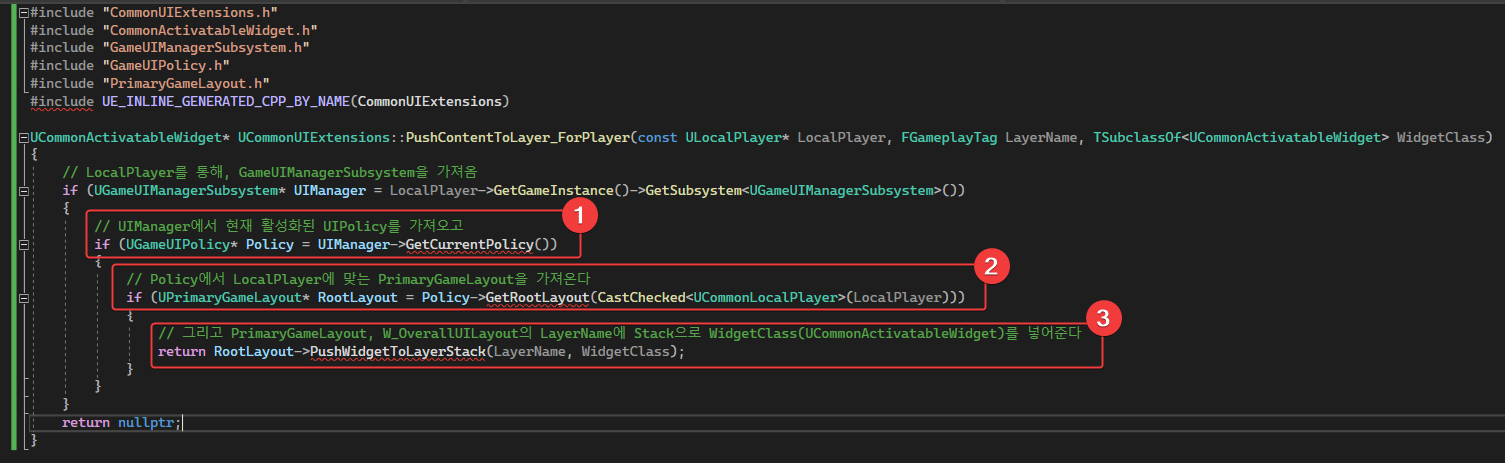 #include "CommonUIExtensions.h"
#include "CommonActivatableWidget.h"
#include "GameUIManagerSubsystem.h"
#include "GameUIPolicy.h"
#include "PrimaryGameLayout.h"
#include UE_INLINE_GENERATED_CPP_BY_NAME(CommonUIExtensions)
UCommonActivatableWidget* UCommonUIExtensions::PushContentToLayer_ForPlayer(const ULocalPlayer* LocalPlayer, FGameplayTag LayerName, TSubclassOf<UCommonActivatableWidget> WidgetClass)
{
// LocalPlayer를 통해, GameUIManagerSubsystem을 가져옴
if (UGameUIManagerSubsystem* UIManager = LocalPlayer->GetGameInstance()->GetSubsystem<UGameUIManagerSubsystem>())
{
1
// UIManager에서 현재 활성화된 UIPolicy를 가져오고
if (UGameUIPolicy* Policy = UIManager->GetCurrentPolicy())
{
2
// Policy에서 LocalPlayer에 맞는 PrimaryGameLayout을 가져온다
if (UPrimaryGameLayout* RootLayout = Policy->GetRootLayout(CastChecked<UCommonLocalPlayer>(LocalPlayer)))
{
3
// 그리고 PrimaryGameLayout, W_OverallUILayout의 LayerName에 Stack으로 WidgetClass(UCommonActivatableWidget)를 넣어준다
return RootLayout->PushWidgetToLayerStack(LayerName, WidgetClass);
}
}
}
return nullptr;
}